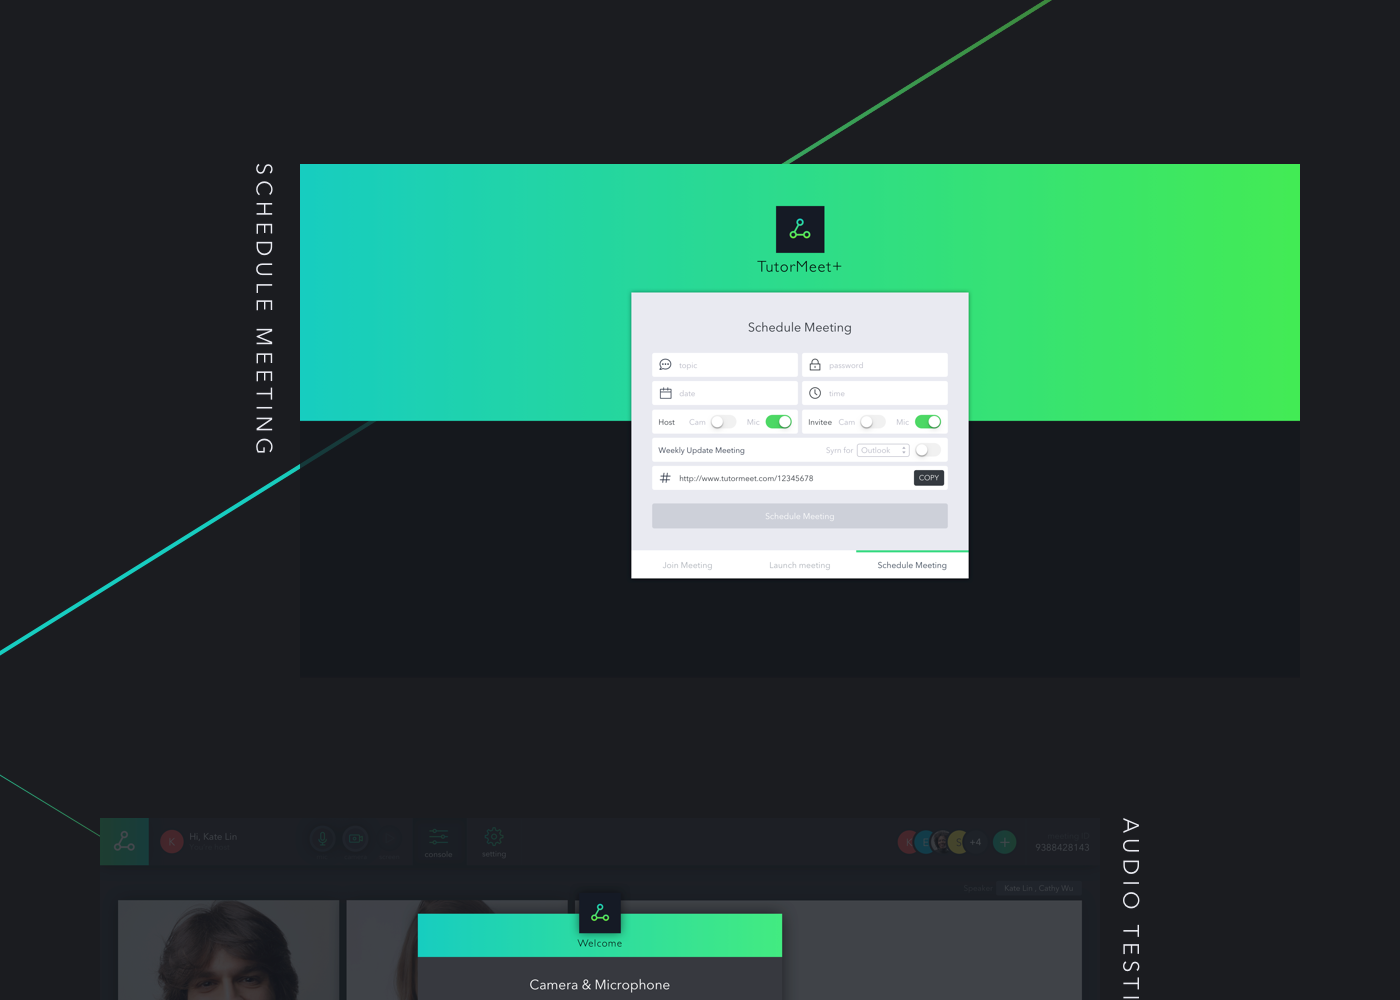 SCHEDULE MEETING
TutorMeet+
Schedule Meeting
topic
password
date
time
Host Cam Mic
Invitee Cam Mic
Weekly Update Meeting Sym for Outlook
# http://www.tutormeet.com/12345678 COPY
Schedule Meeting
Join Meeting Launch meeting Schedule Meeting
AUDIO TESTI
K Hi, Kate Lin
console
setting
K
+4
9388428143
Kate Lin , Cathy Wu
Welcome
Camera & Microphone